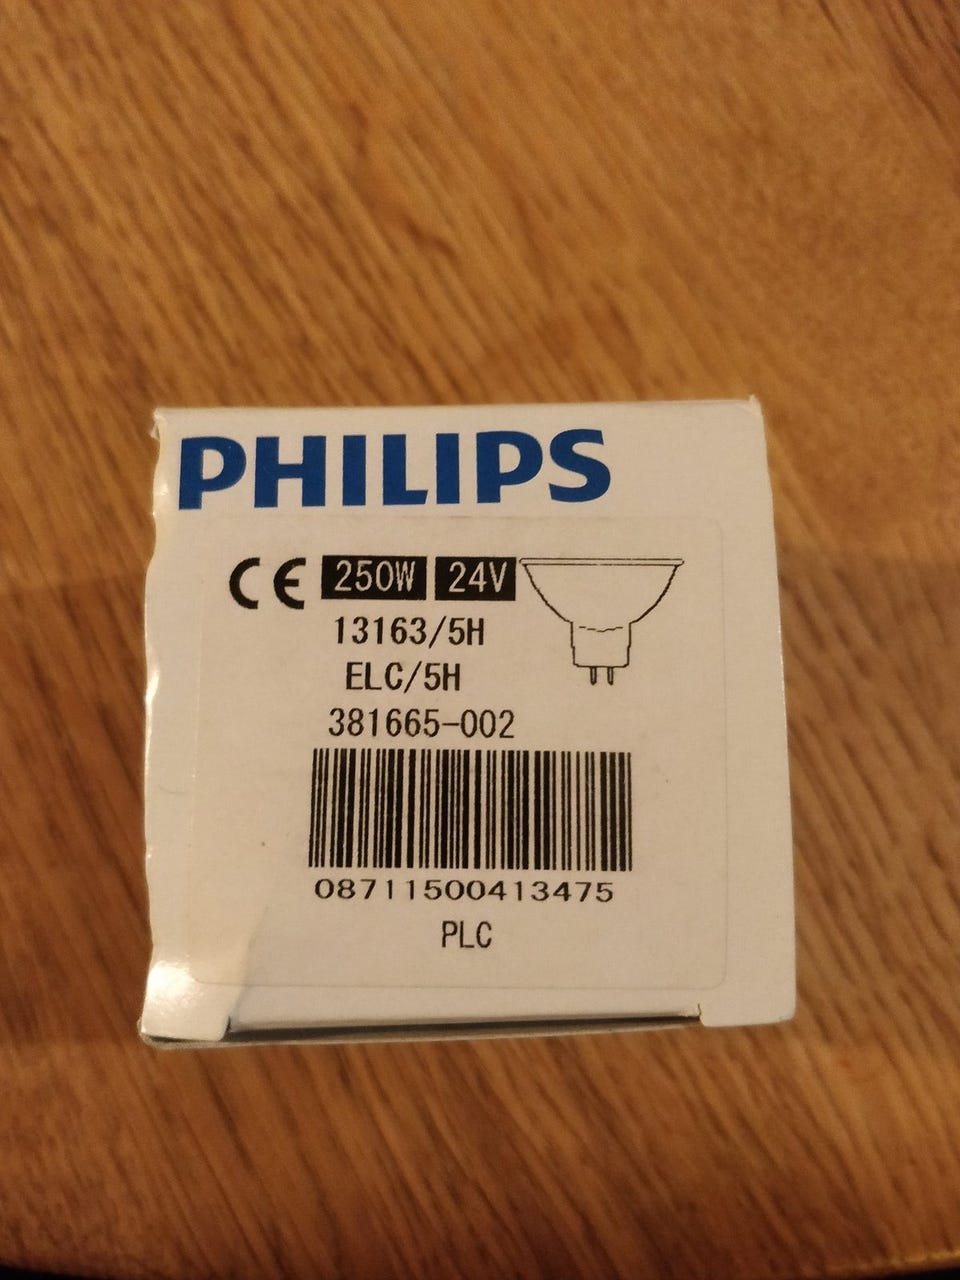 PHILIPS
CE 250W 24V
13163/5H
ELC/5H
381665-002
08711500413475
PLC